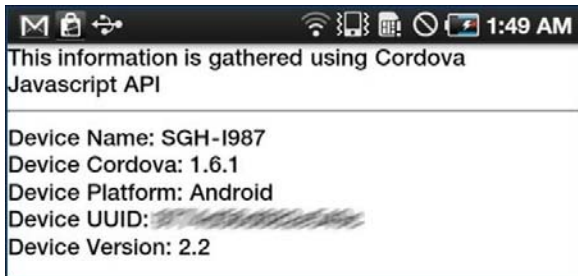 1:49 AM
This information is gathered using Cordova
Javascript API
Device Name: SGH-I987
Device Cordova: 1.6.1
Device Platform: Android
Device UUID:
Device Version: 2.2